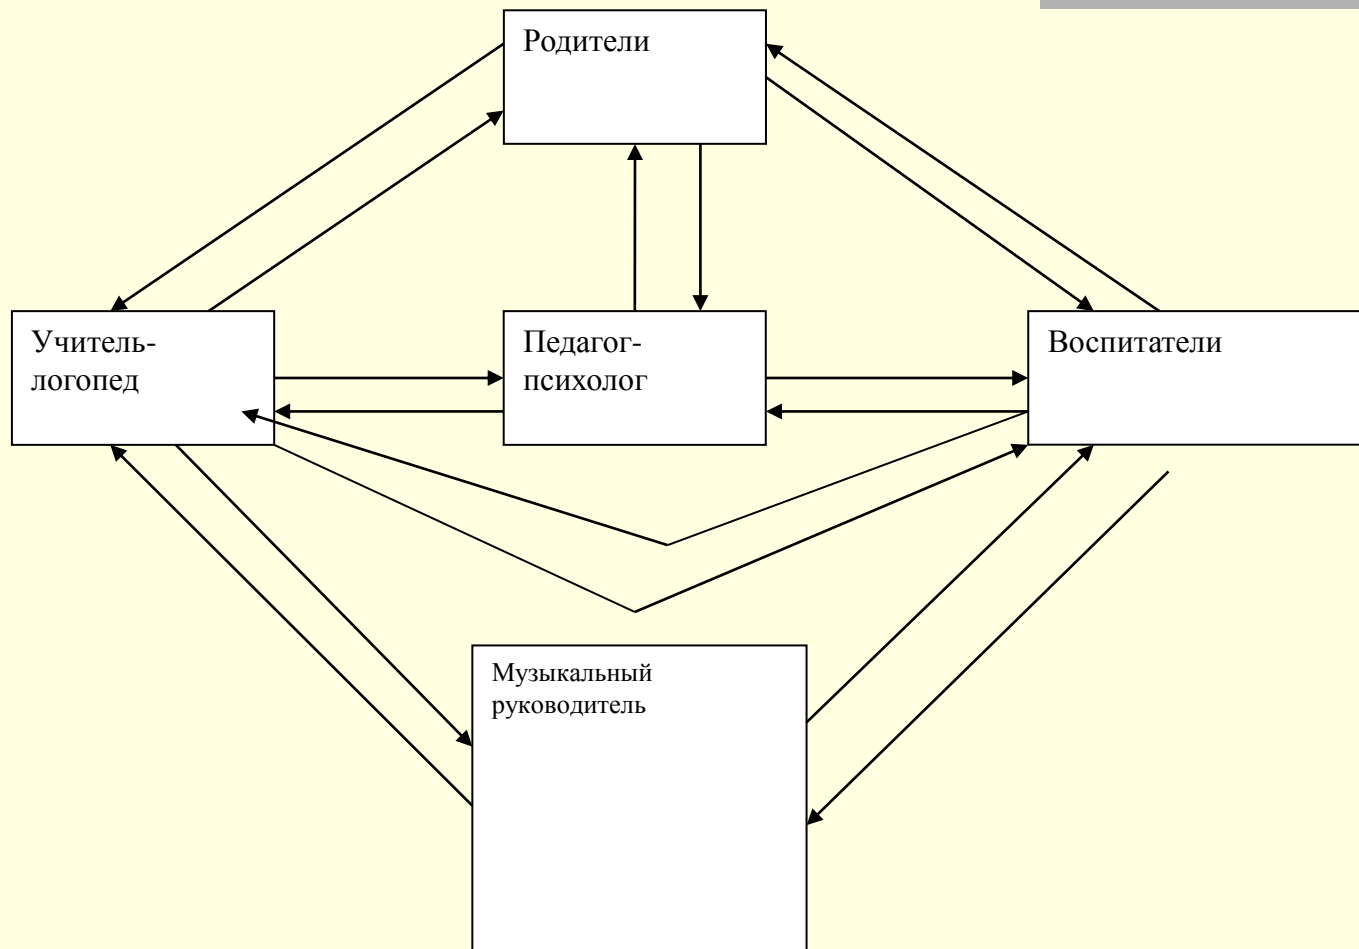 Родители
Учитель-
логопед
Педагог-
психолог
Воспитатели
Музыкальный
руководитель